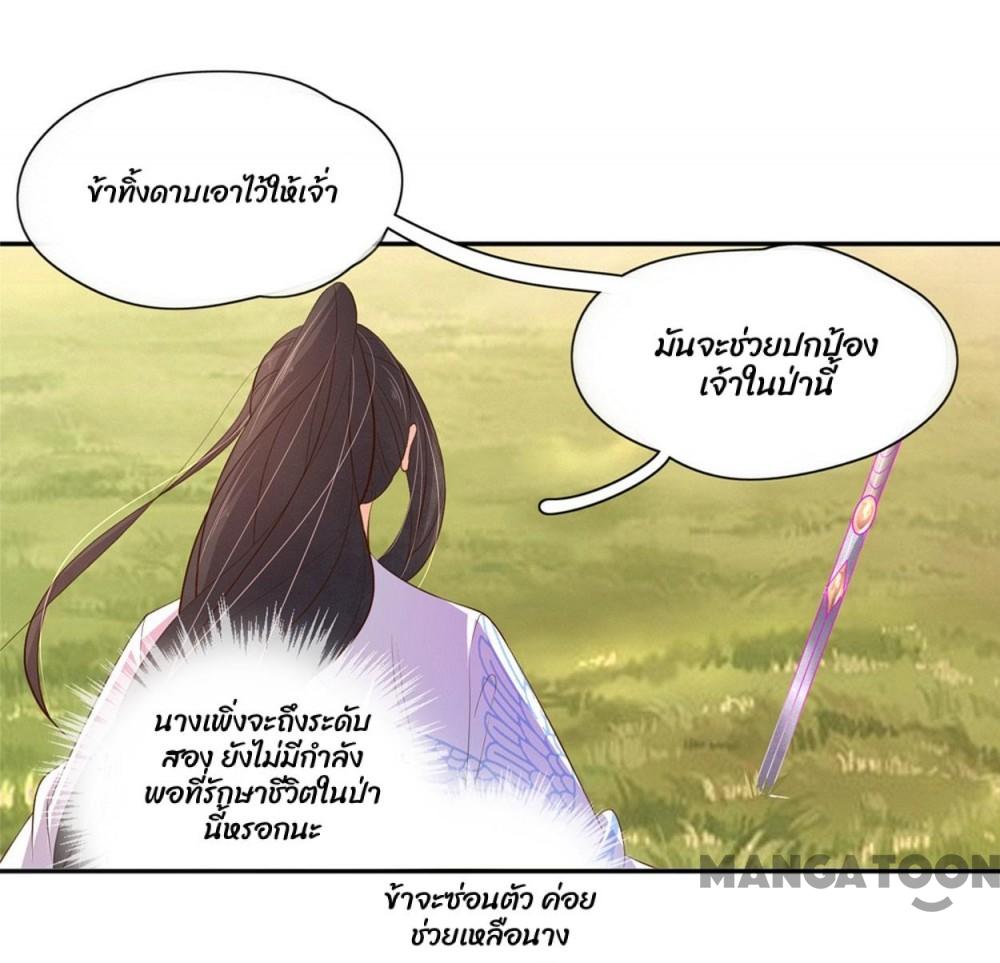 ข้าทิ้งดาบเอาไว้ให้เจ่า
มันจะช่วยปกป้อง
เจ้าในป่านี้
นางเพิ่งจะถึงระดับ
สอง ยังไม่มีกำลัง
พอที่รักษาชีวิตในป่า
นี้หรอกนะ
MANGATOON
ข้าจะซ่อนตัว ค่อย
ช่วยเหลือนาง